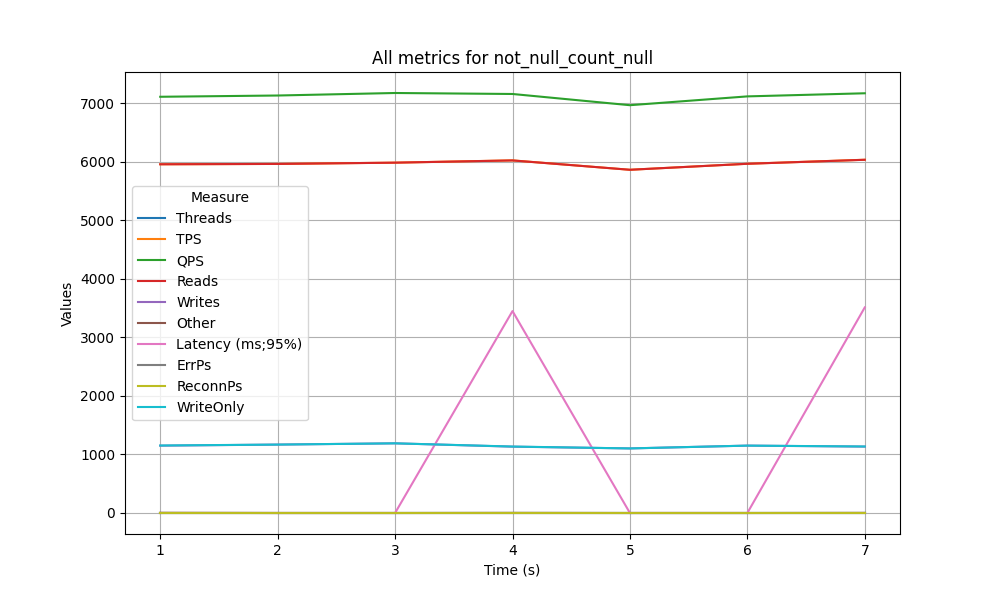 All metrics for not_null_count_null
Values
7000
6000
5000
4000
3000
2000
1000
0
Measure
Threads
TPS
QPS
Reads
Writes
Other
Latency (ms;95%)
ErrPs
ReconnPs
WriteOnly
1 2 3 4 5 6 7
Time (s)